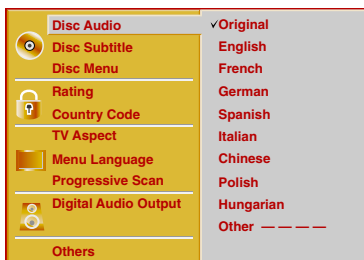 Disc Audio
Disc Subtitle
Disc Menu
Rating
Country Code
TV Aspect
Menu Language
Progressive Scan
Digital Audio Output
Others
✓Original
English
French
German
Spanish
Italian
Chinese
Polish
Hungarian
Other — — — —